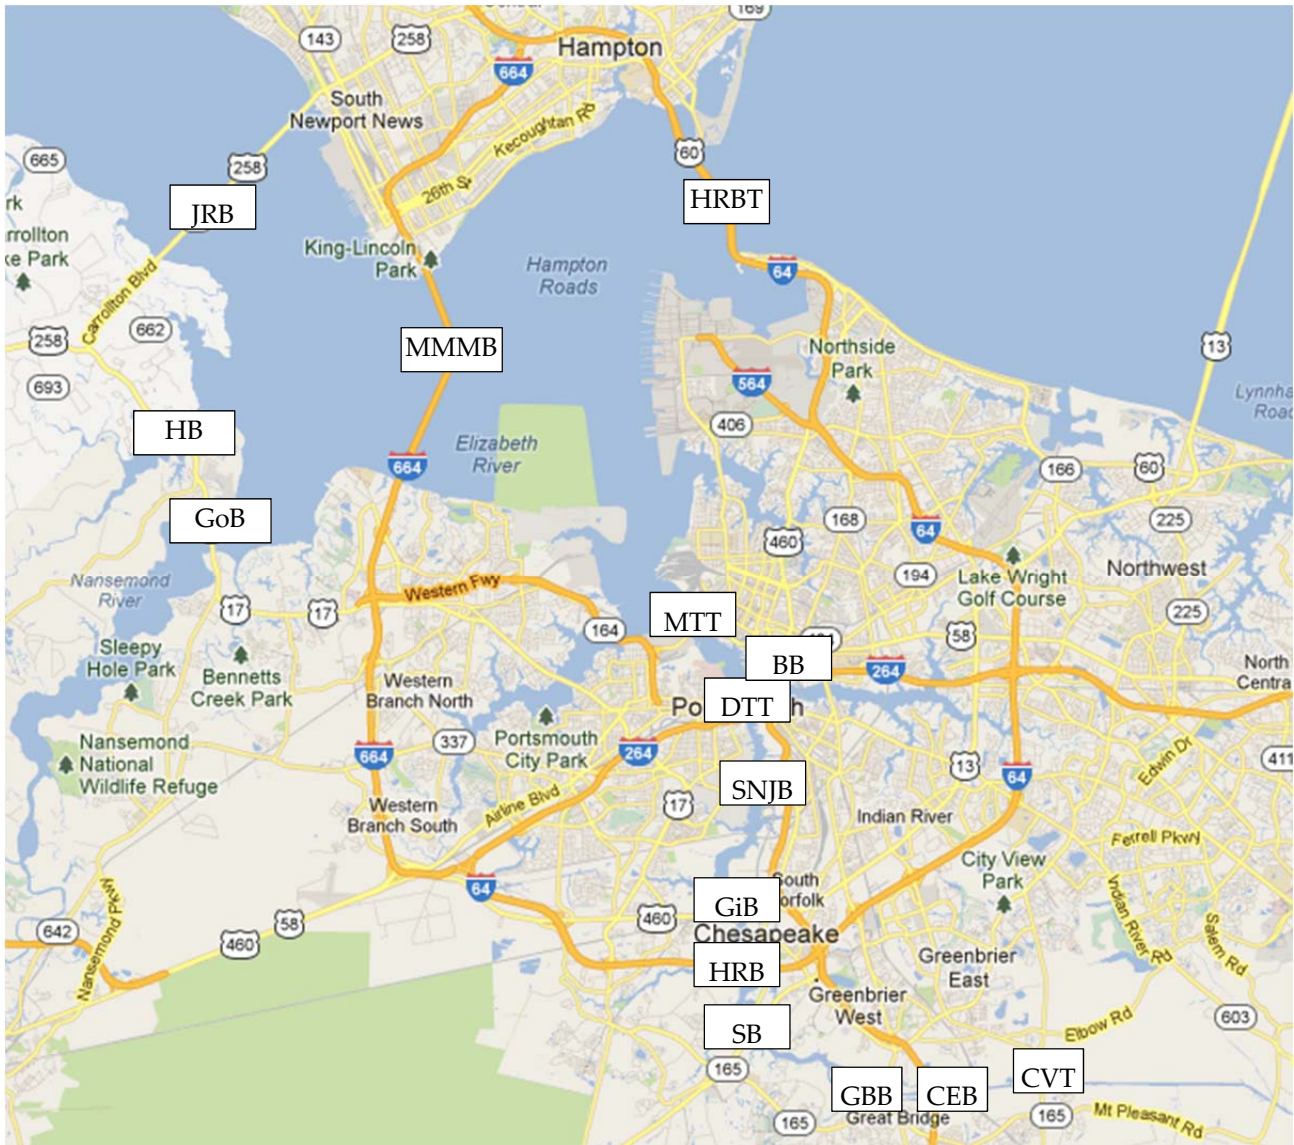 169
143
258
Hampton
664
South
Newport News
Kecoughtan Rd
60
665
258
26th St
JRB
HRBT
rk
rrollton
ke Park
King-Lincoln
Park
Hampton
Roads
64
Carrollton Blvd
258
662
MMMB
Northside
Park
13
693
564
Lynnha
Roac
HB
406
Elizabeth
River
664
166
60
GoB
168
225
460
64
Nansemond
River
Western Fwy
194
Lake Wright
Golf Course
Northwest
17
17
MTT
225
164
58
Sleepy
Hole Park
Bennetts
Creek Park
BB
264
North
Centra
Western
Branch North
Po
DTT
h
337
Portsmouth
City Park
264
Nansemond
National
Wildlife Refuge
664
13
64
Edwin Dr
411
SNJB
17
Airline Blvd
Western
Branch South
Indian River
Ferrell Pkwy
City View
Park
64
South
orfolk
GiB
460
58
460
642
Nansemond Pkwy
Chesapeake
Indian River Rd
Salem Rd
HRB
Greenbrier
East
Greenbrier
West
SB
Elbow Rd
603
165
GBB
CEB
CVT
Great Bridge
165
165
Mt Pleasant Rd